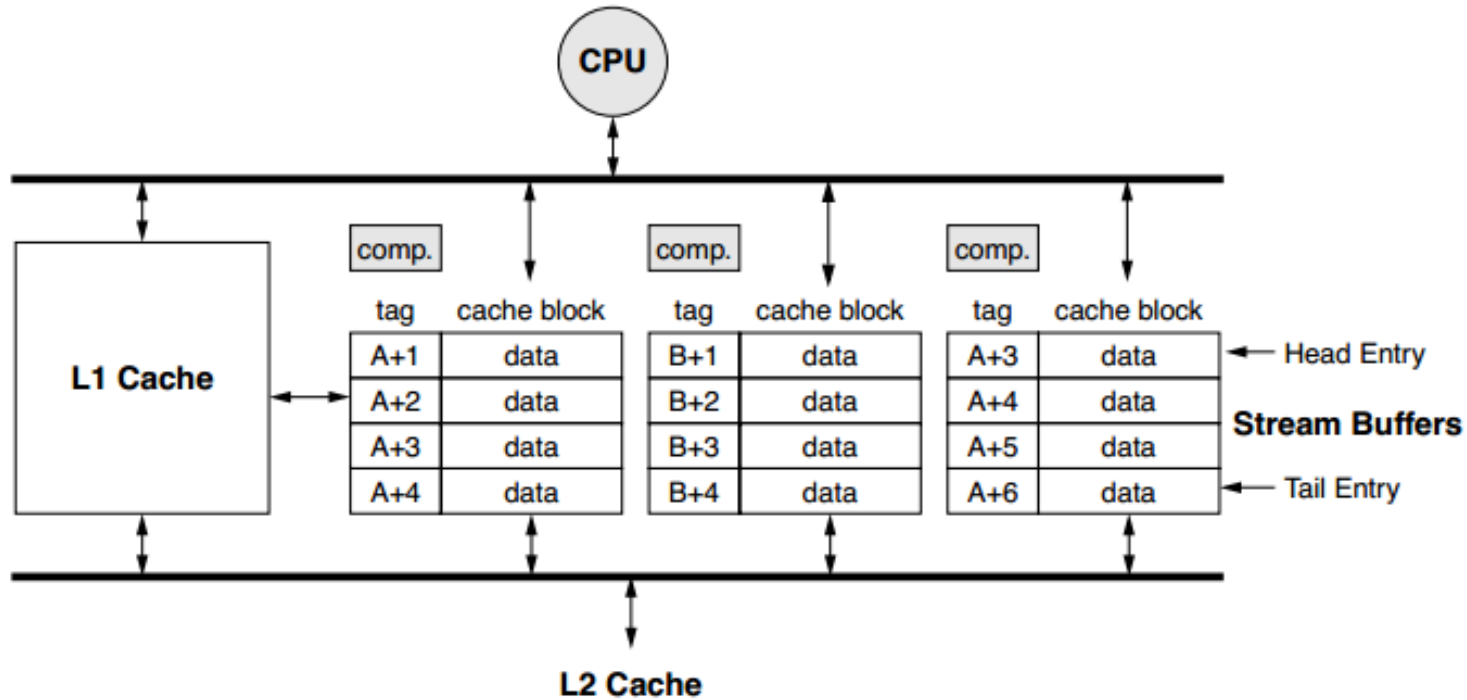 CPU
comp. comp. comp.
tag cache block tag cache block tag cache block
A+1 data B+1 data A+3 data Head Entry
L1 Cache
A+2 data B+2 data A+4 data
Stream Buffers
A+3 data B+3 data A+5 data
A+4 data B+4 data A+6 data Tail Entry
L2 Cache